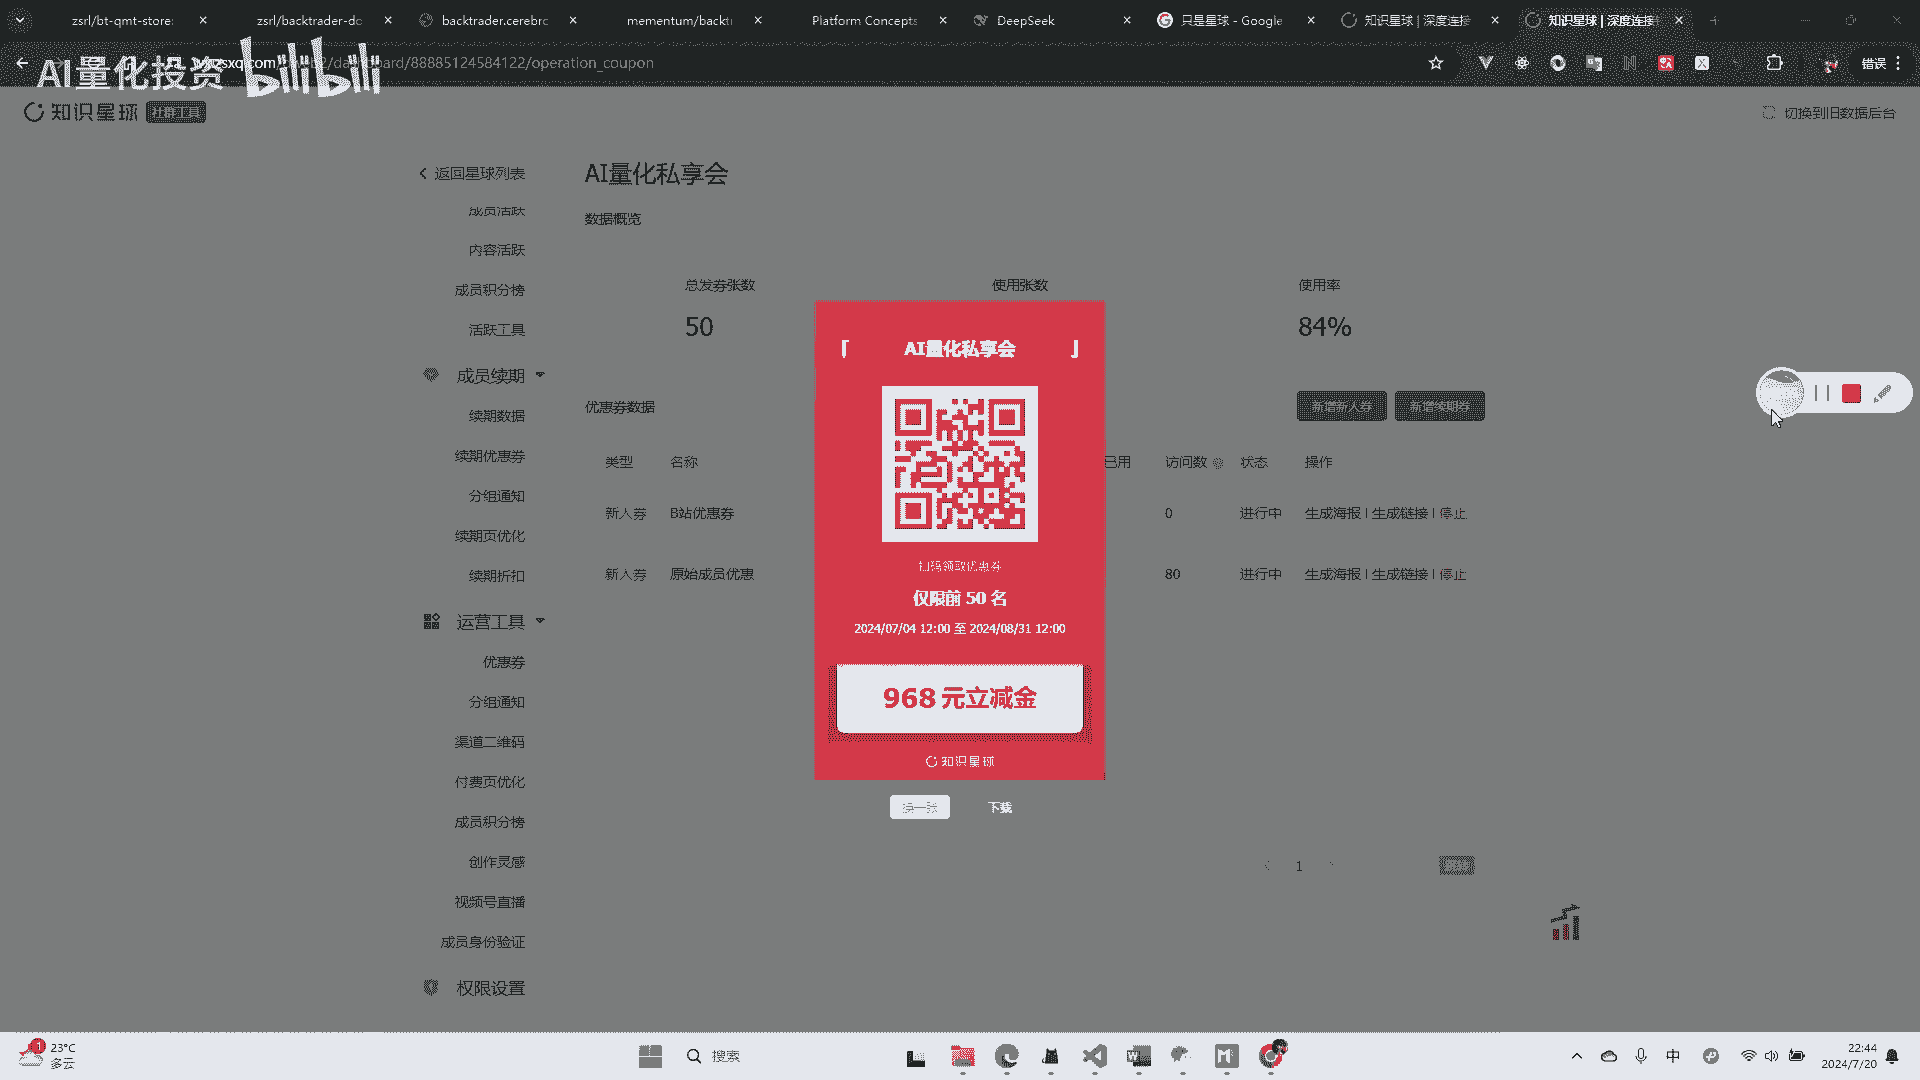 zsrl/bt-qmt-store:
zsrl/backtrader-do
backtrader.cerebro
mementum/backt
Platform Concepts
DeepSeek
只是星球 - Google
知识星球 | 深度连接
知识星球 | 深度连接
/dashboard/88885124584122/operation_coupon
错误
AI量化投资 bilibili
知识星球 社群工具
切换到旧数据后台
返回星球列表
成员活跃
内容活跃
成员积分榜
活跃工具
成员续期
续期数据
续期优惠券
分组通知
续期页优化
续期折扣
运营工具
优惠券
分组通知
渠道二维码
付费页优化
成员积分榜
创作灵感
视频号直播
成员身份验证
权限设置
AI量化私享会
数据概览
总发券张数
使用张数
使用率
50
84%
优惠券数据
新增新人券
新增续期券
类型
名称
已用
访问数
状态
操作
新人券
B站优惠券
0
进行中
生成海报 | 生成链接 | 停止
新人券
原始成员优惠
80
进行中
生成海报 | 生成链接 | 停止
1
「 AI量化私享会 」
扫码领取优惠券
仅限前 50 名
2024/07/04 12:00 至 2024/08/31 12:00
968 元立减金
知识星球
换一张
下载
1
23°C
多云
搜索
中
22:44
2024/7/20